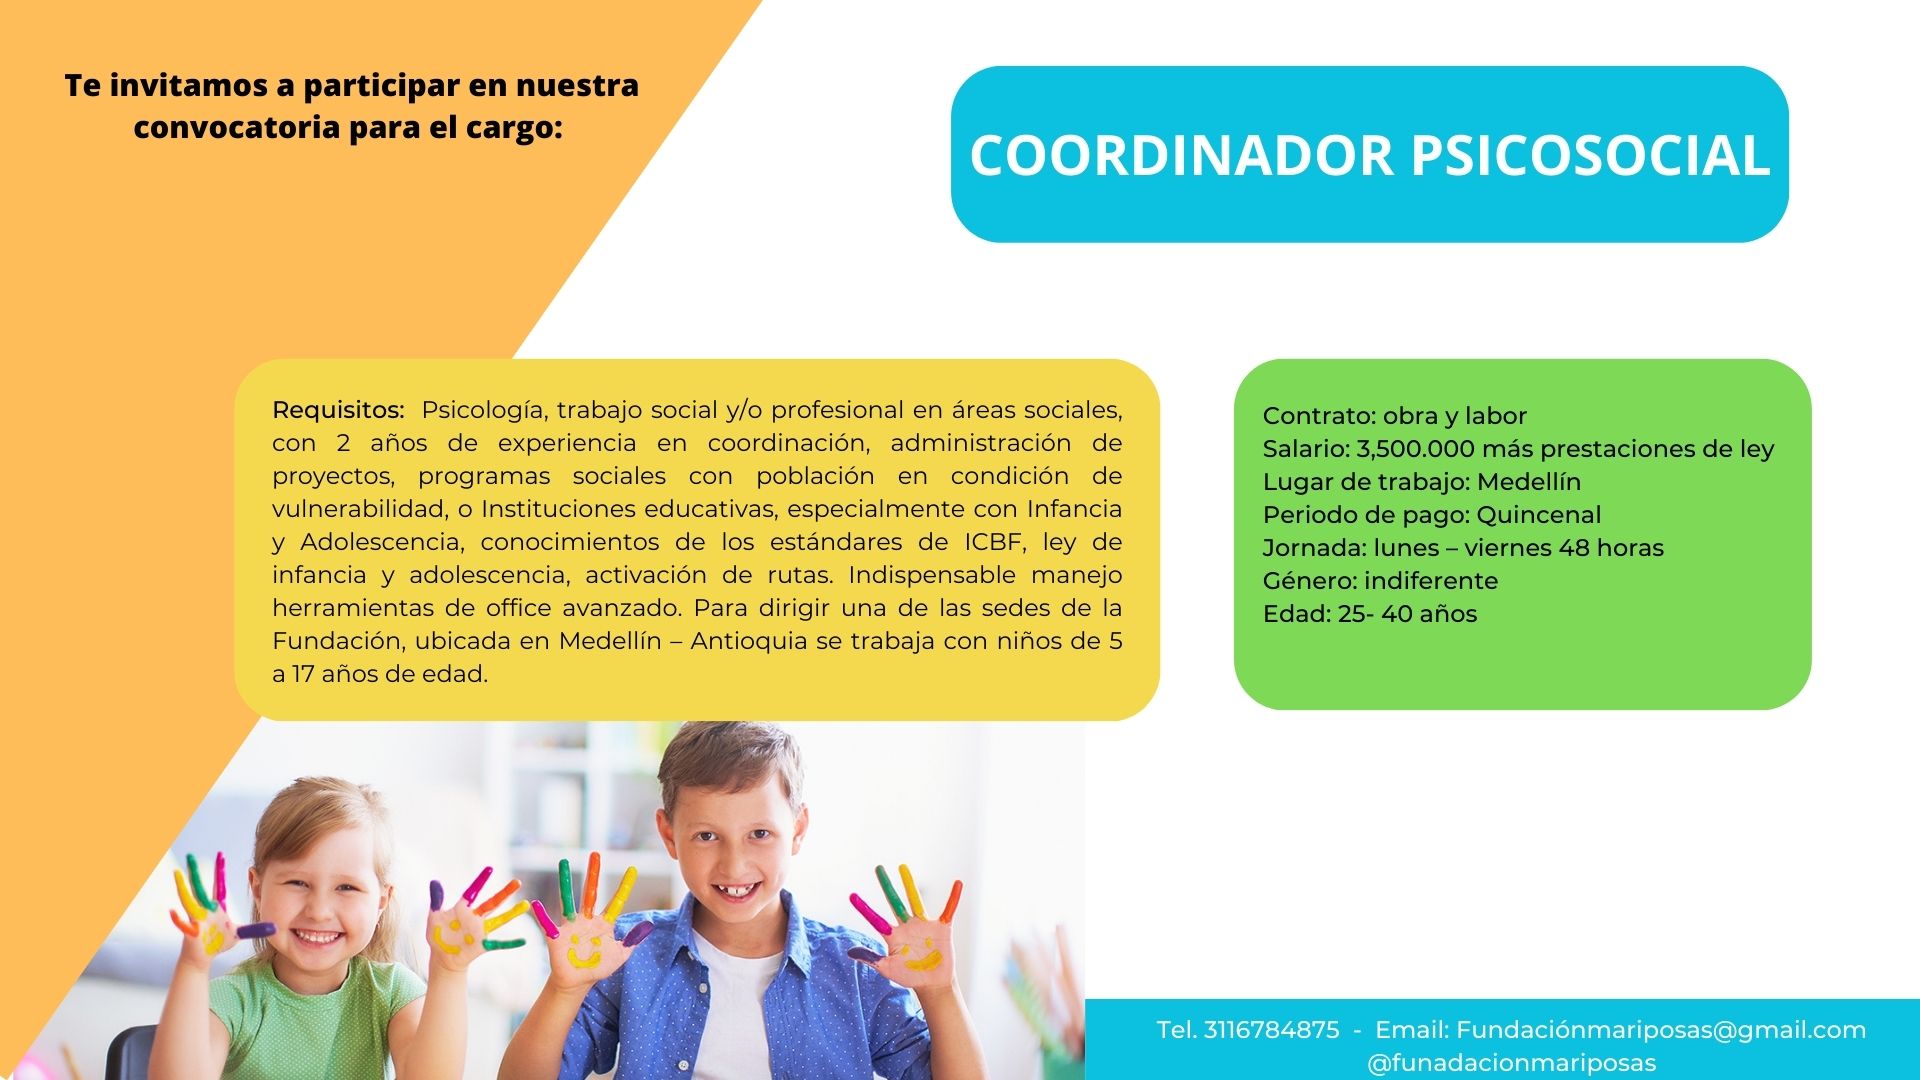 Te invitamos a participar en nuestra
convocatoria para el cargo:
COORDINADOR PSICOSOCIAL
Requisitos: Psicología, trabajo social y/o profesional en áreas sociales,
con 2 años de experiencia en coordinación, administración de
proyectos, programas sociales con población en condición de
vulnerabilidad, o Instituciones educativas, especialmente con Infancia
y Adolescencia, conocimientos de los estándares de ICBF, ley de
infancia y adolescencia, activación de rutas. Indispensable manejo
herramientas de office avanzado. Para dirigir una de las sedes de la
Fundación, ubicada en Medellín – Antioquia se trabaja con niños de 5
a 17 años de edad.
Contrato: obra y labor
Salario: 3,500.000 más prestaciones de ley
Lugar de trabajo: Medellín
Periodo de pago: Quincenal
Jornada: lunes – viernes 48 horas
Género: indiferente
Edad: 25- 40 años
Tel. 3116784875 - Email: Fundaciónmariposas@gmail.com
@funadacionmariposas